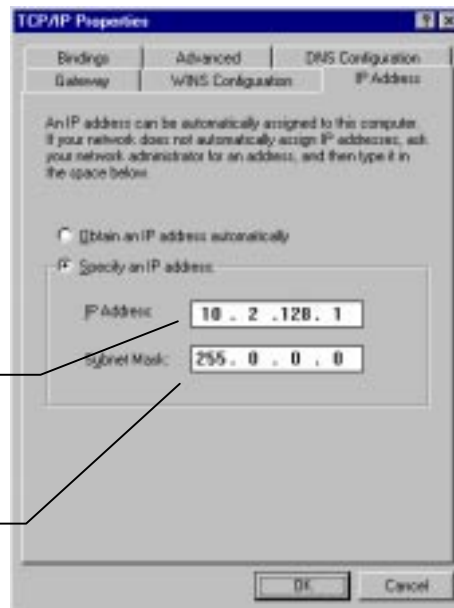 TCP/IP Properties
Bindings Advanced DNS Configuration
Gateway WINS Configuration IP Address
An IP address can be automatically assigned to this computer.
If your network does not automatically assign IP addresses, ask
your network administrator for an address, and then type it in
the space below.
Obtain an IP address automatically
Specify an IP address:
IP Address: 10 . 2 .128. 1
Subnet Mask: 255. 0 . 0 . 0
OK Cancel